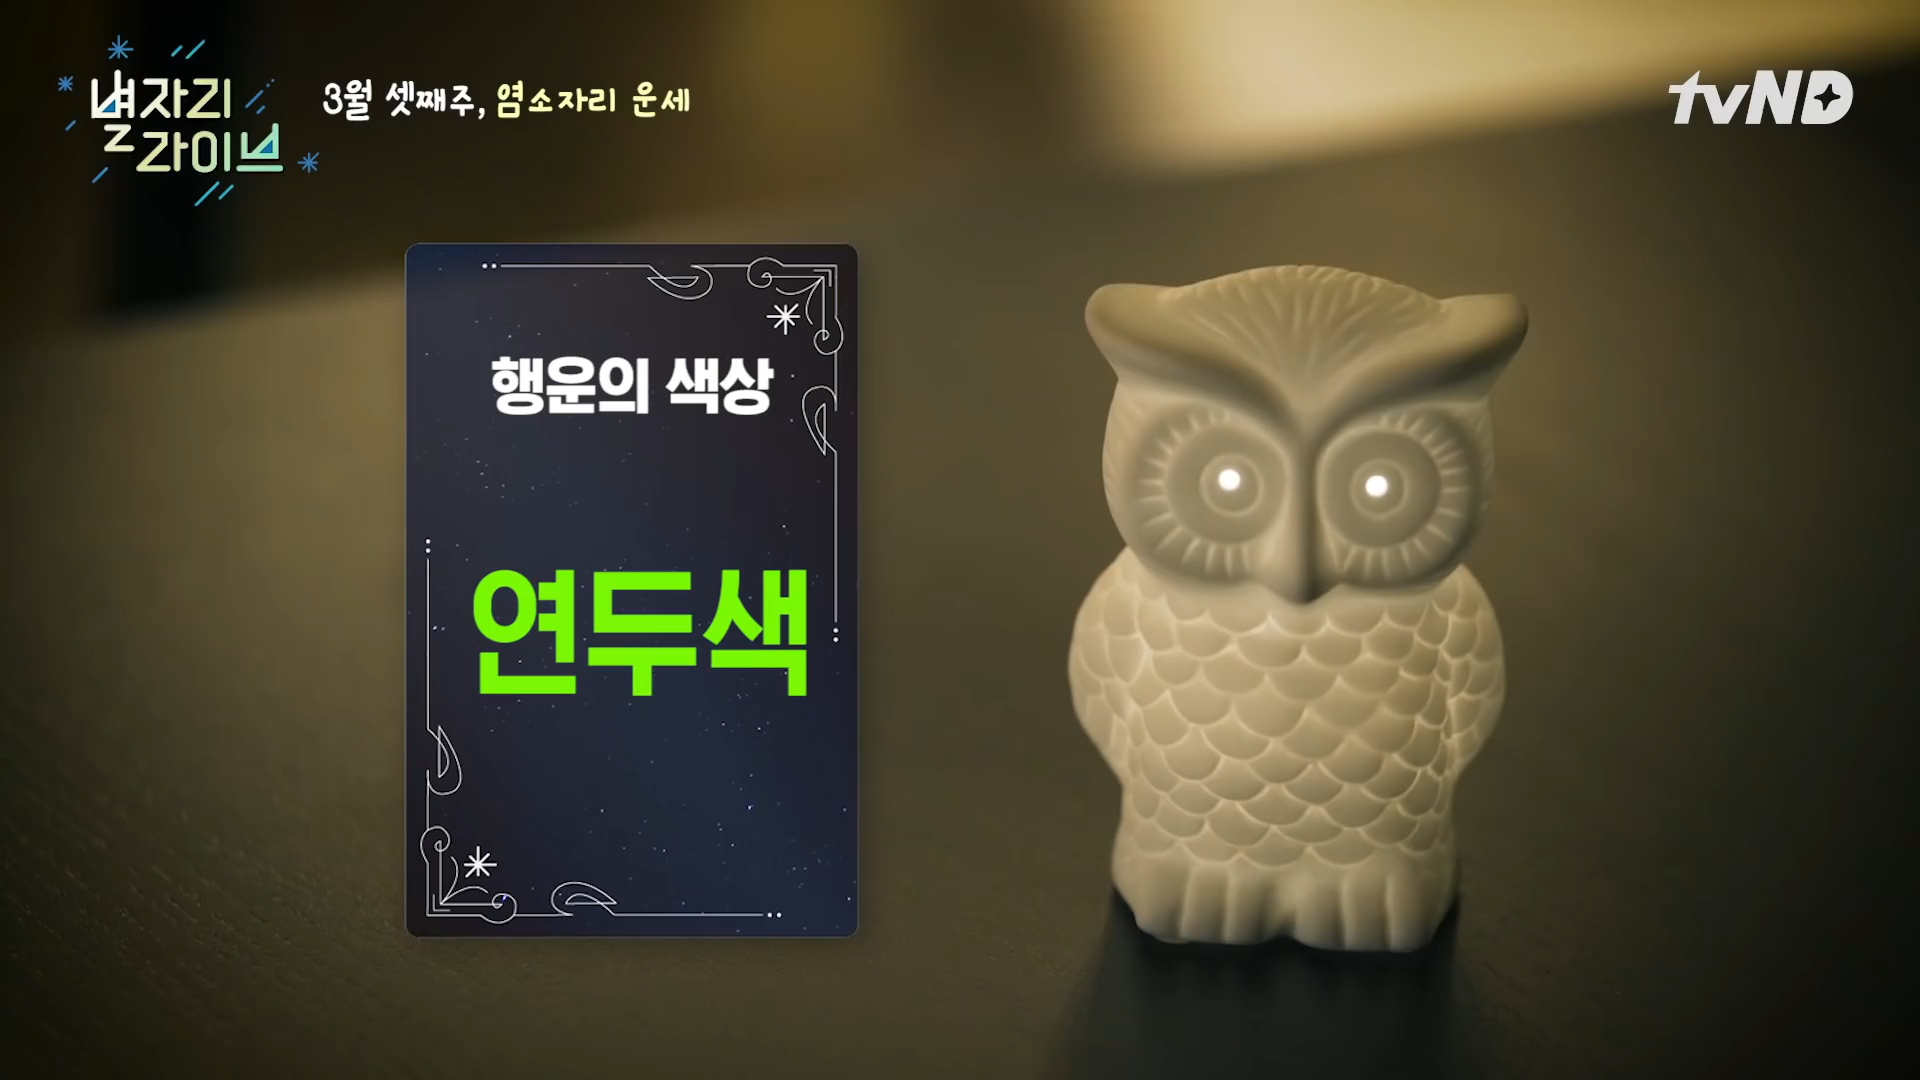 별자리
라이브
3월 셋째주, 염소자리 운세
tvND
행운의 색상
연두색